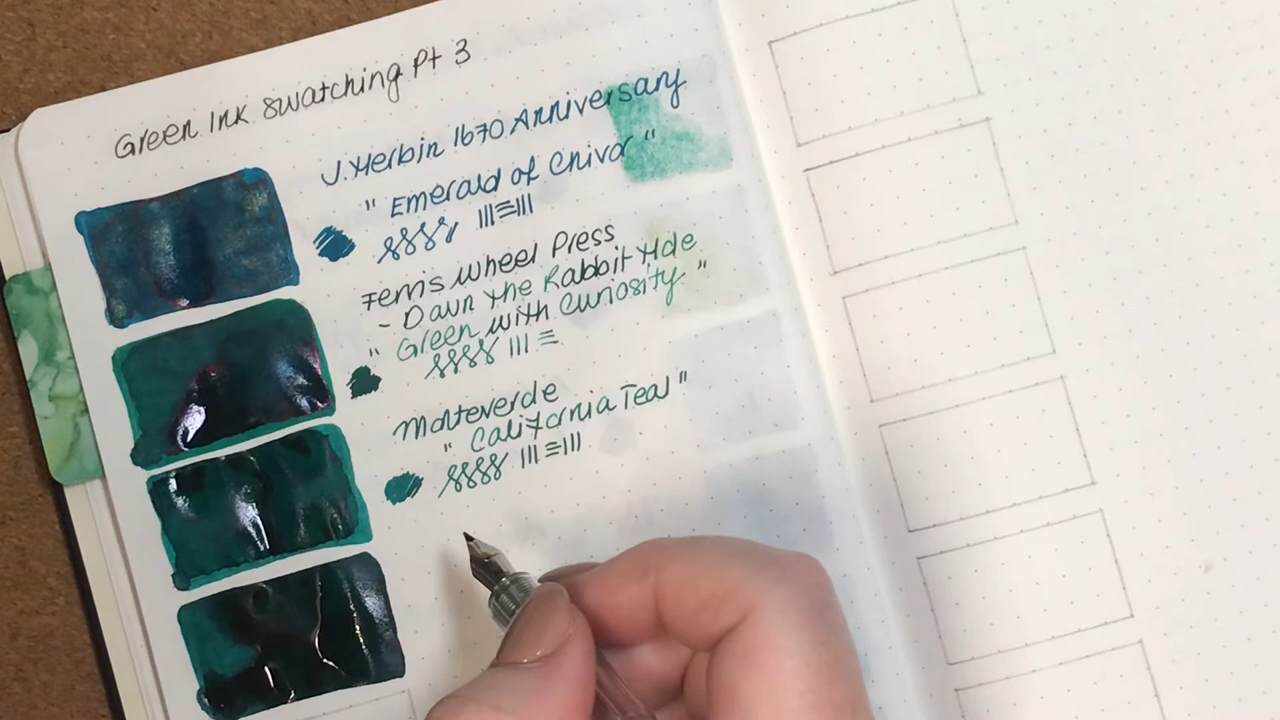 Green Ink Swatching Pt 3
J. Herbin 1670 Anniversary
" Emerald of Chivor "
Ferris Wheel Press
- Down the Rabbit Hole
" Green with Curiosity "
Monteverde
" California Teal "